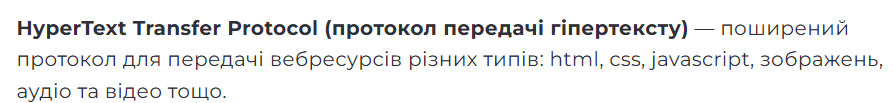 HyperText Transfer Protocol (протокол передачі гіпертексту) — поширений
протокол для передачі вебресурсів різних типів: html, css, javascript, зображень,
аудіо та відео тощо.